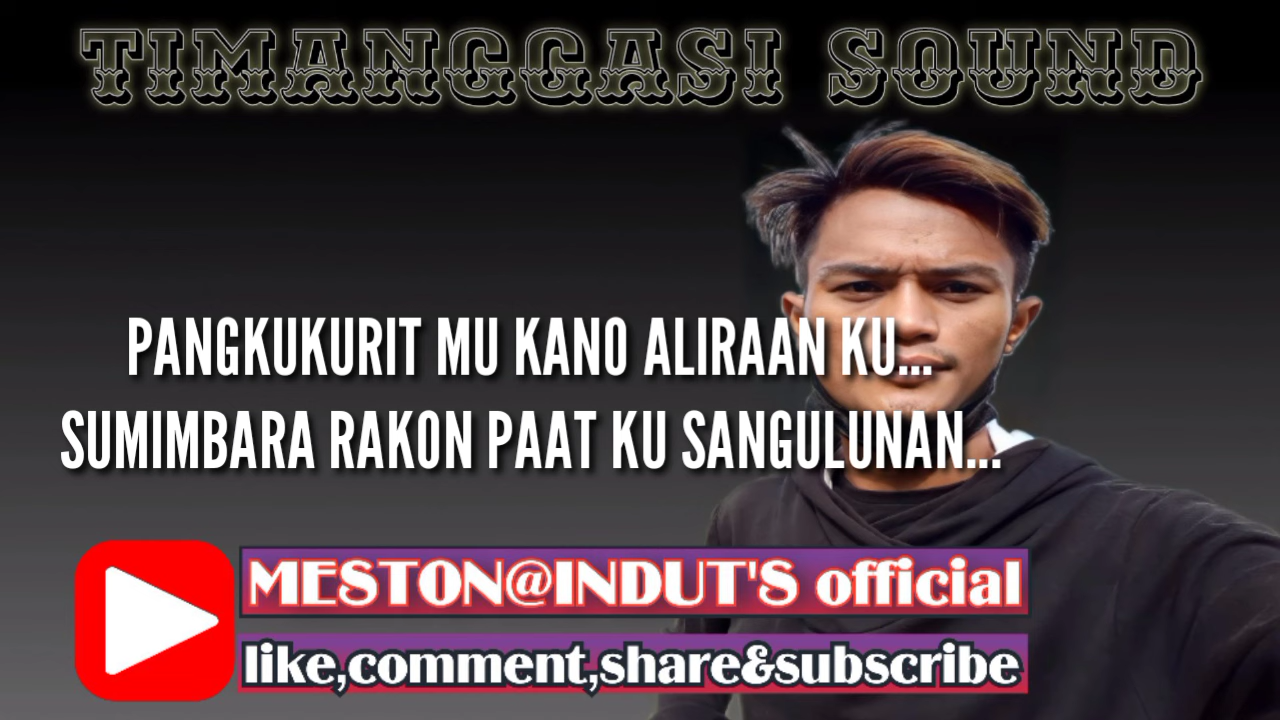 TIMANGGASI SOUND
PANGKUKURIT MU KANO ALIRAAN KU...
SUMIMBARA RAKON PAAT KU SANGULUNAN...
MESTON@INDUT'S official
like,comment,share&subscribe